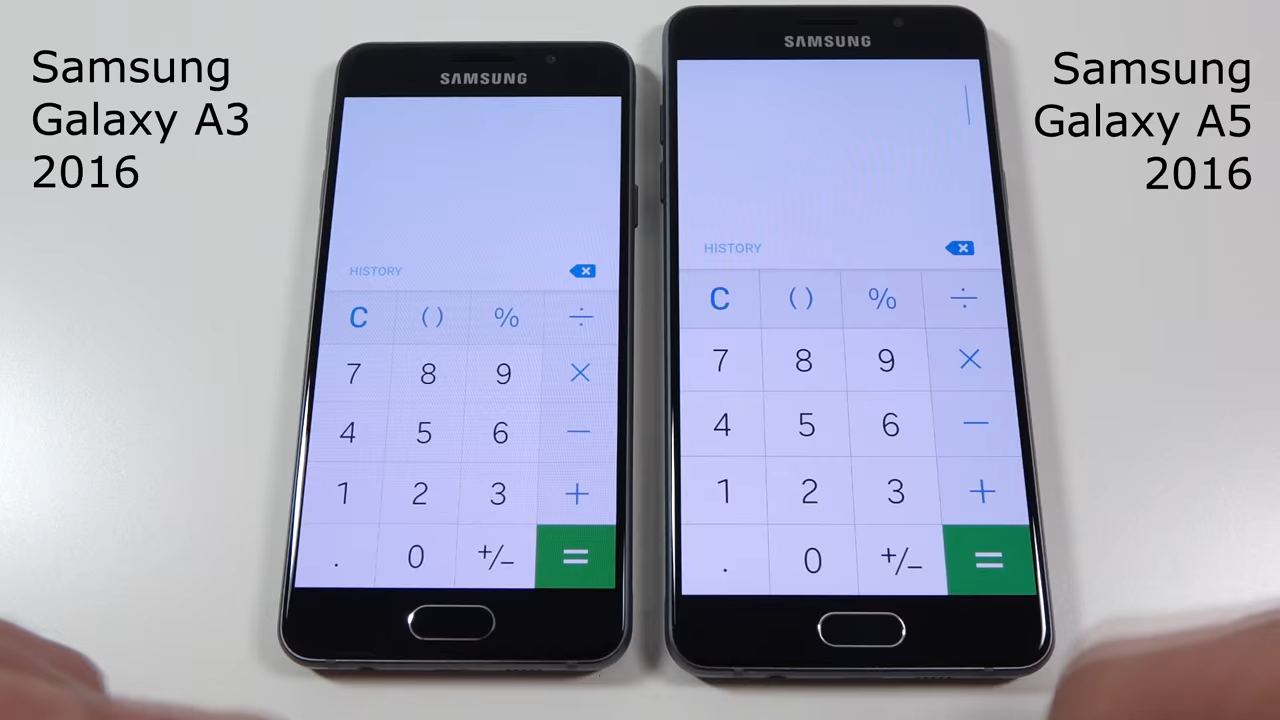 Samsung
Galaxy A3
2016
SAMSUNG
HISTORY
C ( ) % ÷
7 8 9 ×
4 5 6 −
1 2 3 +
. 0 +/− =
Samsung
Galaxy A5
2016
SAMSUNG
HISTORY
C ( ) % ÷
7 8 9 ×
4 5 6 −
1 2 3 +
. 0 +/− =